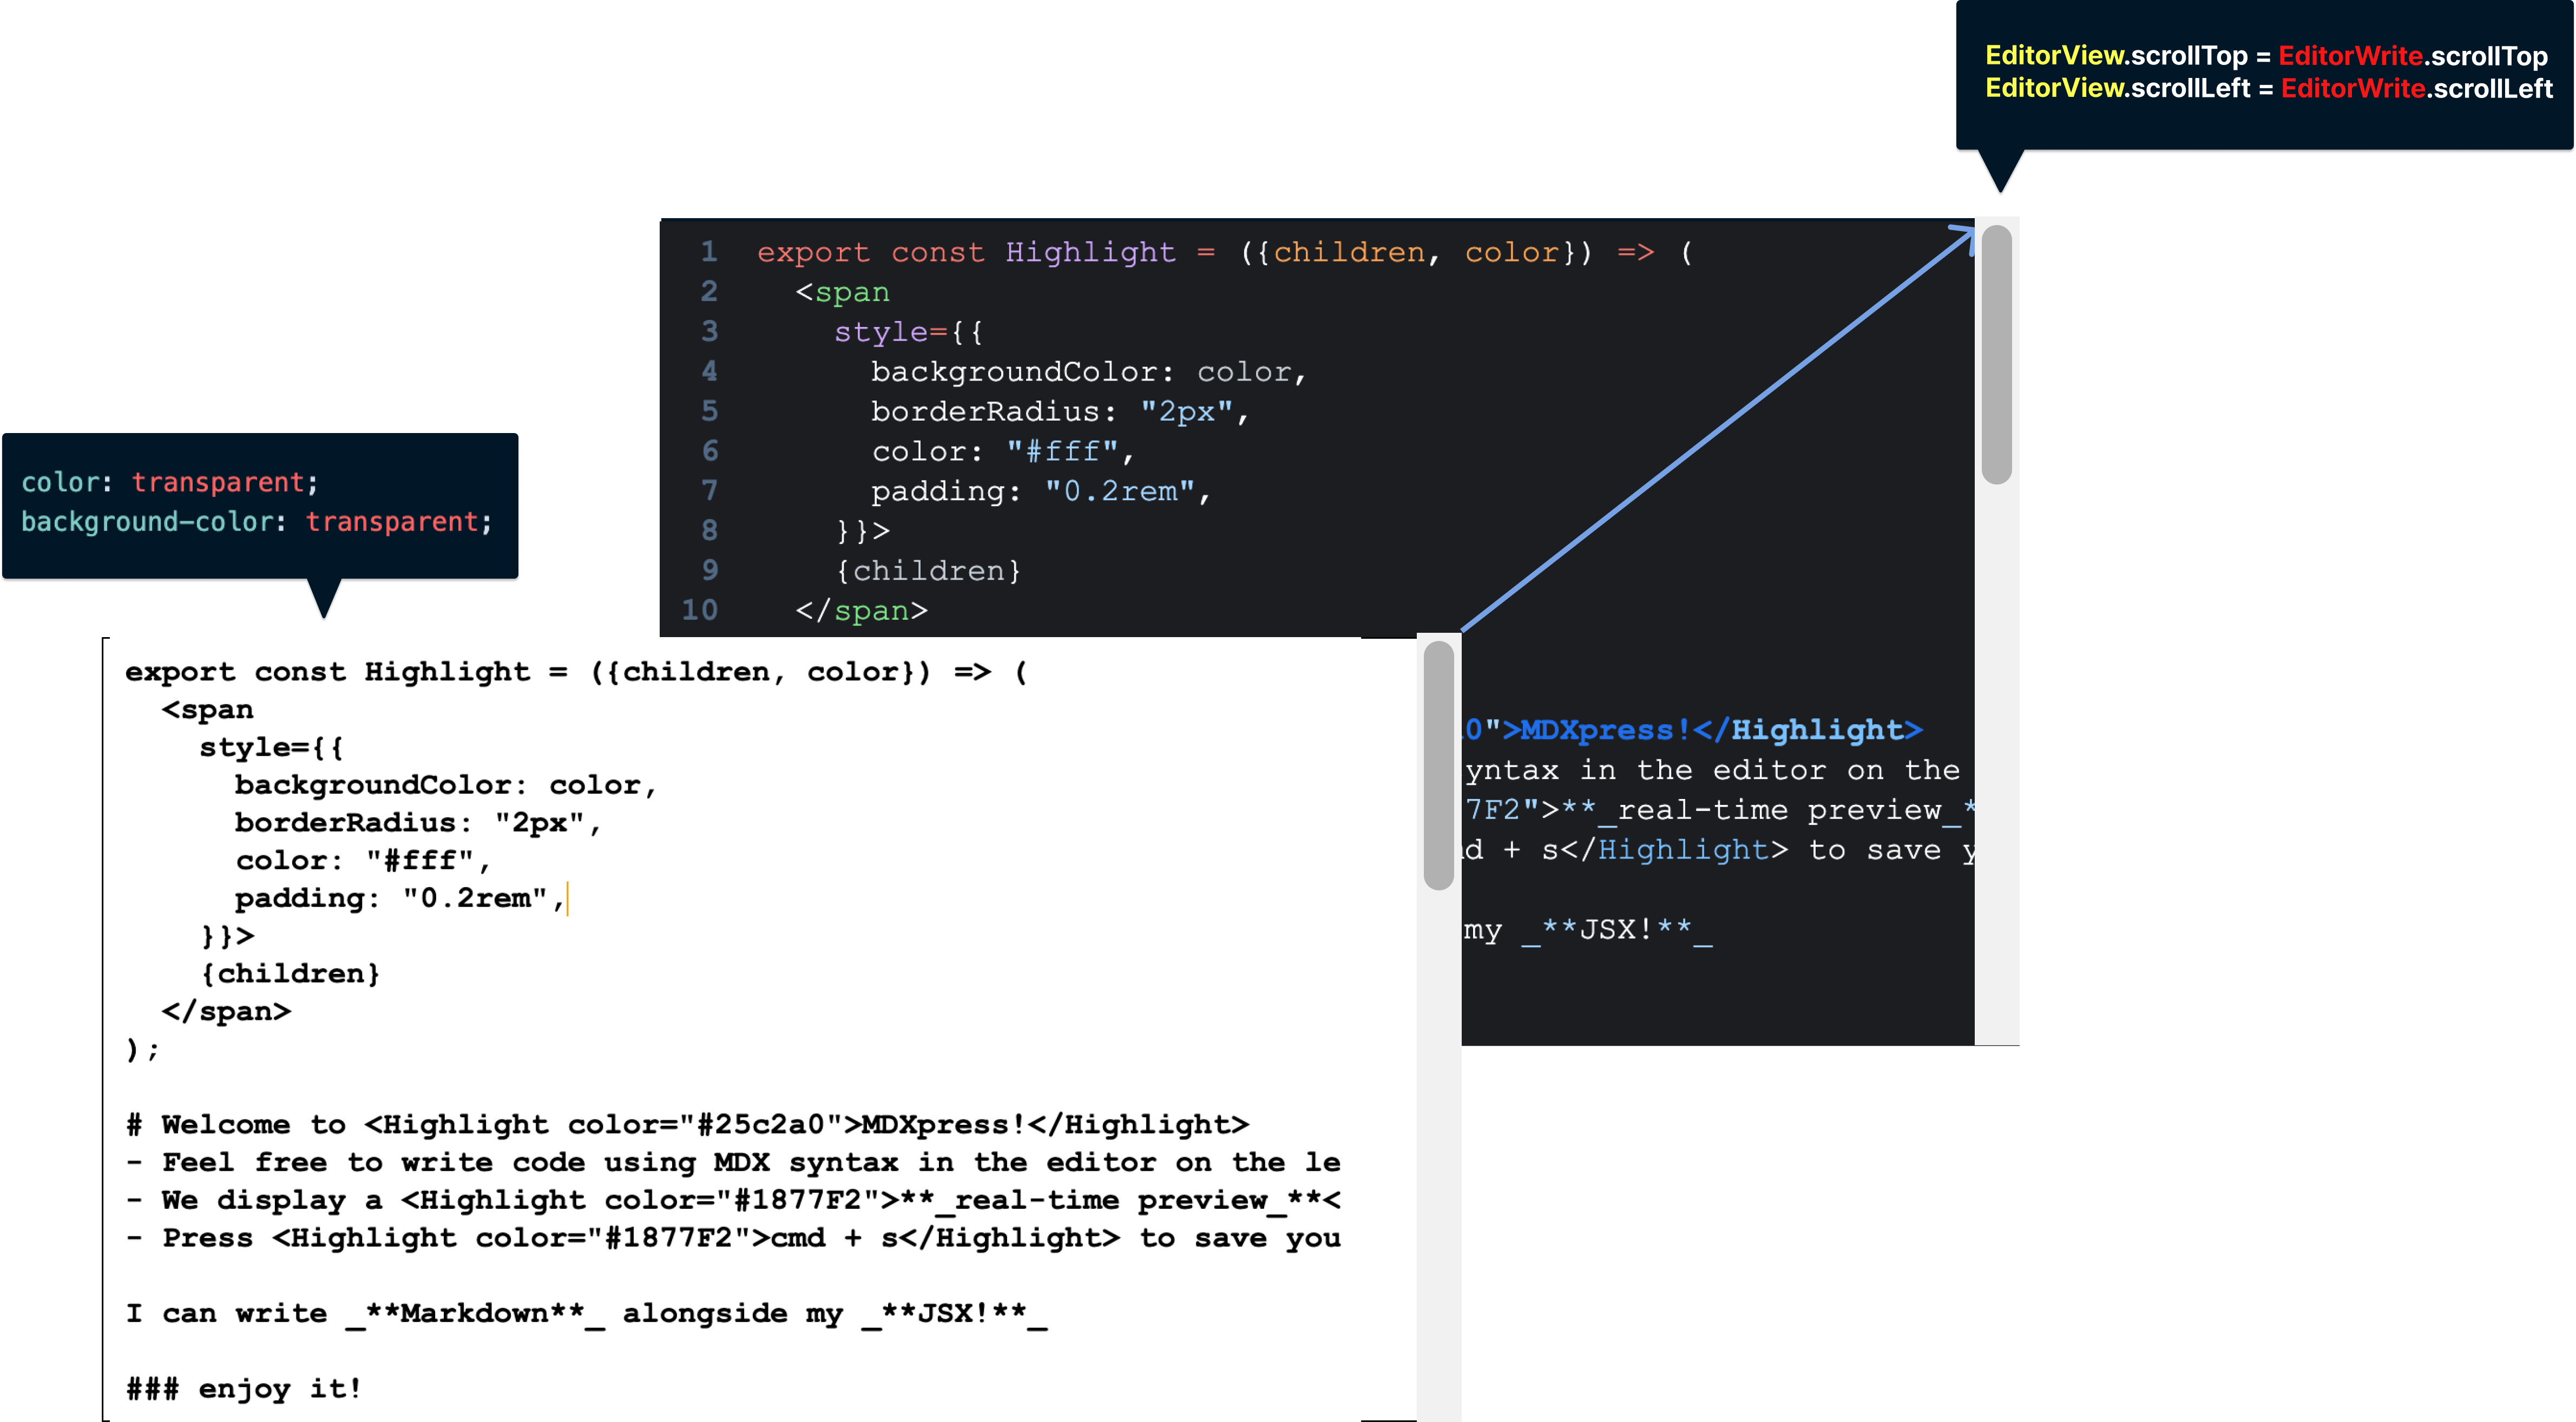 EditorView.scrollTop = EditorWrite.scrollTop
EditorView.scrollLeft = EditorWrite.scrollLeft
1 export const Highlight = ({children, color}) => (
2   <span
3     style={{
4       backgroundColor: color,
5       borderRadius: "2px",
6       color: "#fff",
7       padding: "0.2rem",
8     }}>
9     {children}
10   </span>
color: transparent;
background-color: transparent;
0">MDXpress!</Highlight>
yntax in the editor on the
7F2">**_real-time preview_*
d + s</Highlight> to save y
my _**JSX!**_
export const Highlight = ({children, color}) => (
  <span
    style={{
      backgroundColor: color,
      borderRadius: "2px",
      color: "#fff",
      padding: "0.2rem",
    }}>
    {children}
  </span>
);
# Welcome to <Highlight color="#25c2a0">MDXpress!</Highlight>
- Feel free to write code using MDX syntax in the editor on the le
- We display a <Highlight color="#1877F2">**_real-time preview_**<
- Press <Highlight color="#1877F2">cmd + s</Highlight> to save you
I can write _**Markdown**_ alongside my _**JSX!**_
### enjoy it!